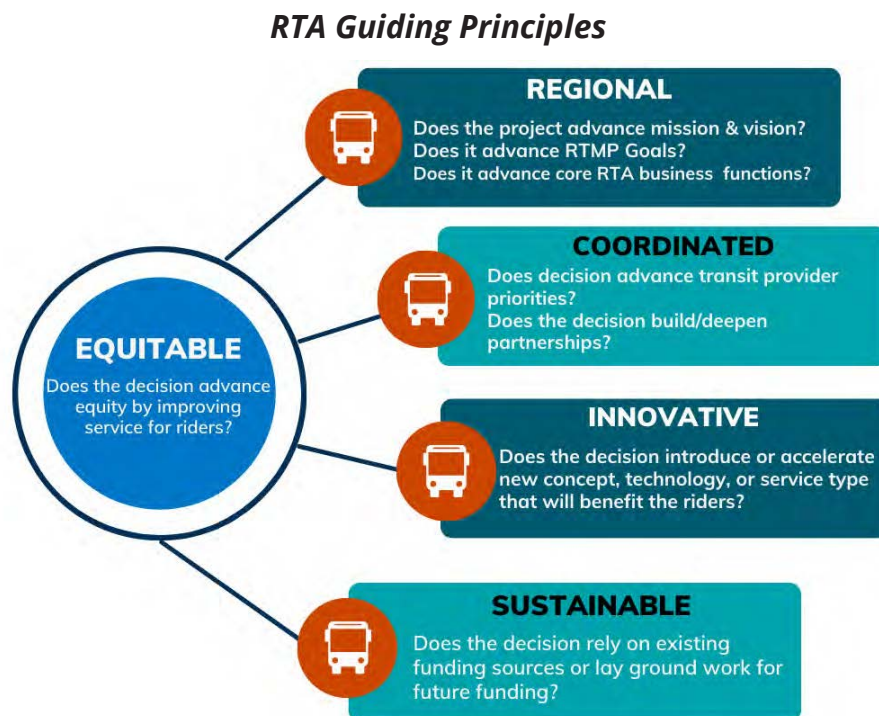 RTA Guiding Principles
REGIONAL
Does the project advance mission & vision?
Does it advance RTMP Goals?
Does it advance core RTA business functions?
COORDINATED
Does decision advance transit provider
priorities?
Does the decision build/deepen
partnerships?
EQUITABLE
Does the decision advance
equity by improving
service for riders?
INNOVATIVE
Does the decision introduce or accelerate
new concept, technology, or service type
that will benefit the riders?
SUSTAINABLE
Does the decision rely on existing
funding sources or lay ground work for
future funding?